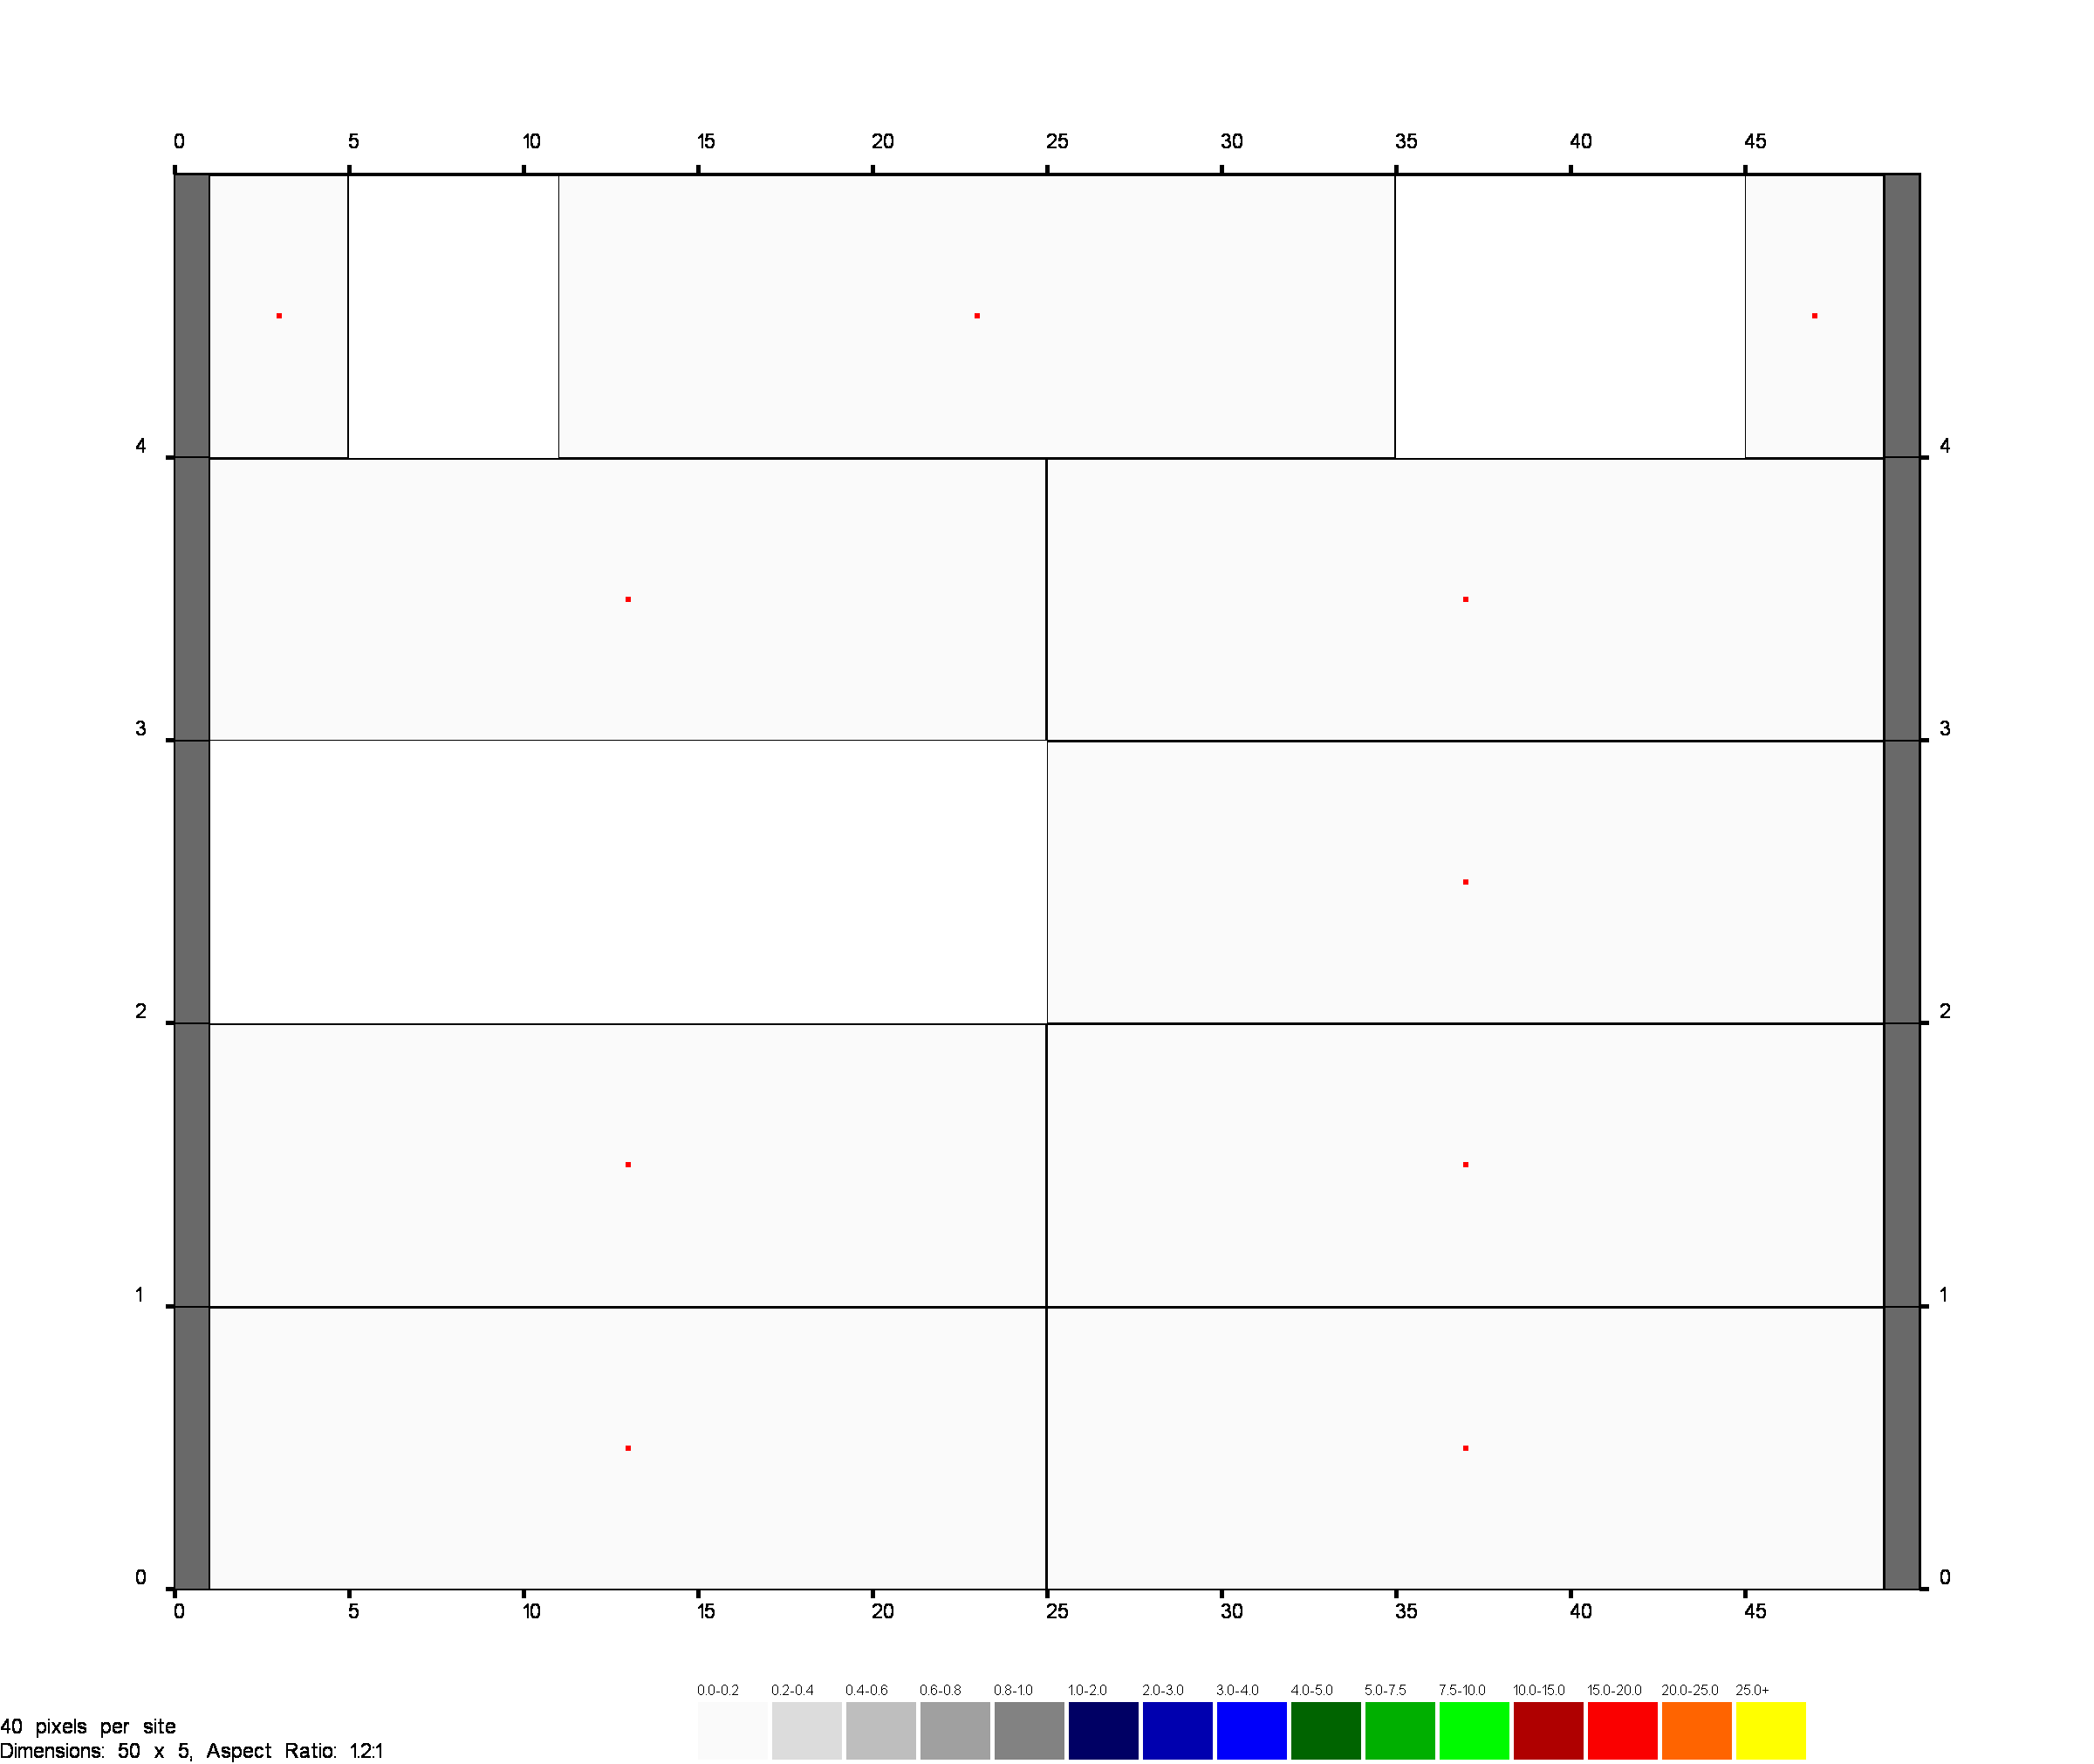 0 5 10 15 20 25 30 35 40 45
4 4
3 3
2 2
1 1
0 0
0 5 10 15 20 25 30 35 40 45
0.0-0.2 0.2-0.4 0.4-0.6 0.6-0.8 0.8-1.0 1.0-2.0 2.0-3.0 3.0-4.0 4.0-5.0 5.0-7.5 7.5-10.0 10.0-15.0 15.0-20.0 20.0-25.0 25.0+
40 pixels per site
Dimensions: 50 x 5, Aspect Ratio: 1.2:1